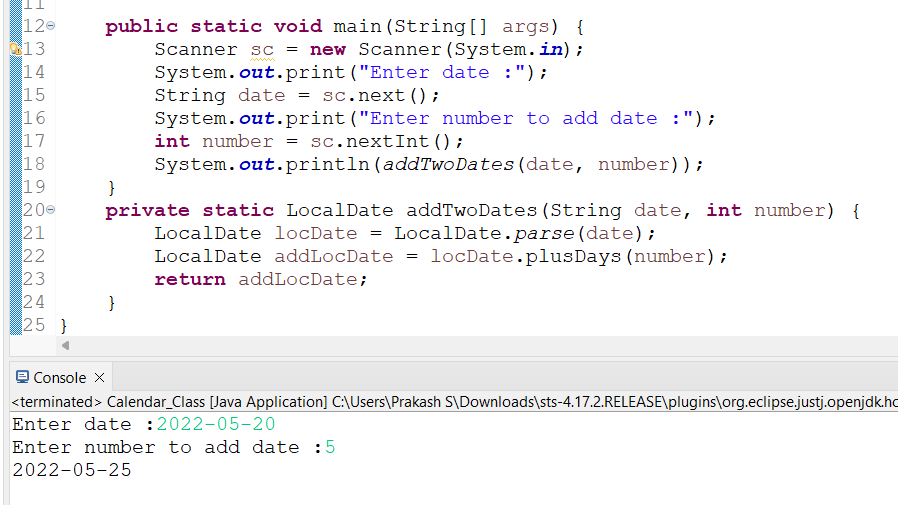 11
12    public static void main(String[] args) {
13        Scanner sc = new Scanner(System.in);
14        System.out.print("Enter date :");
15        String date = sc.next();
16        System.out.print("Enter number to add date :");
17        int number = sc.nextInt();
18        System.out.println(addTwoDates(date, number));
19    }
20    private static LocalDate addTwoDates(String date, int number) {
21        LocalDate locDate = LocalDate.parse(date);
22        LocalDate addLocDate = locDate.plusDays(number);
23        return addLocDate;
24    }
25 }
Console
<terminated> Calendar_Class [Java Application] C:\Users\Prakash S\Downloads\sts-4.17.2.RELEASE\plugins\org.eclipse.justj.openjdk.ho
Enter date :2022-05-20
Enter number to add date :5
2022-05-25